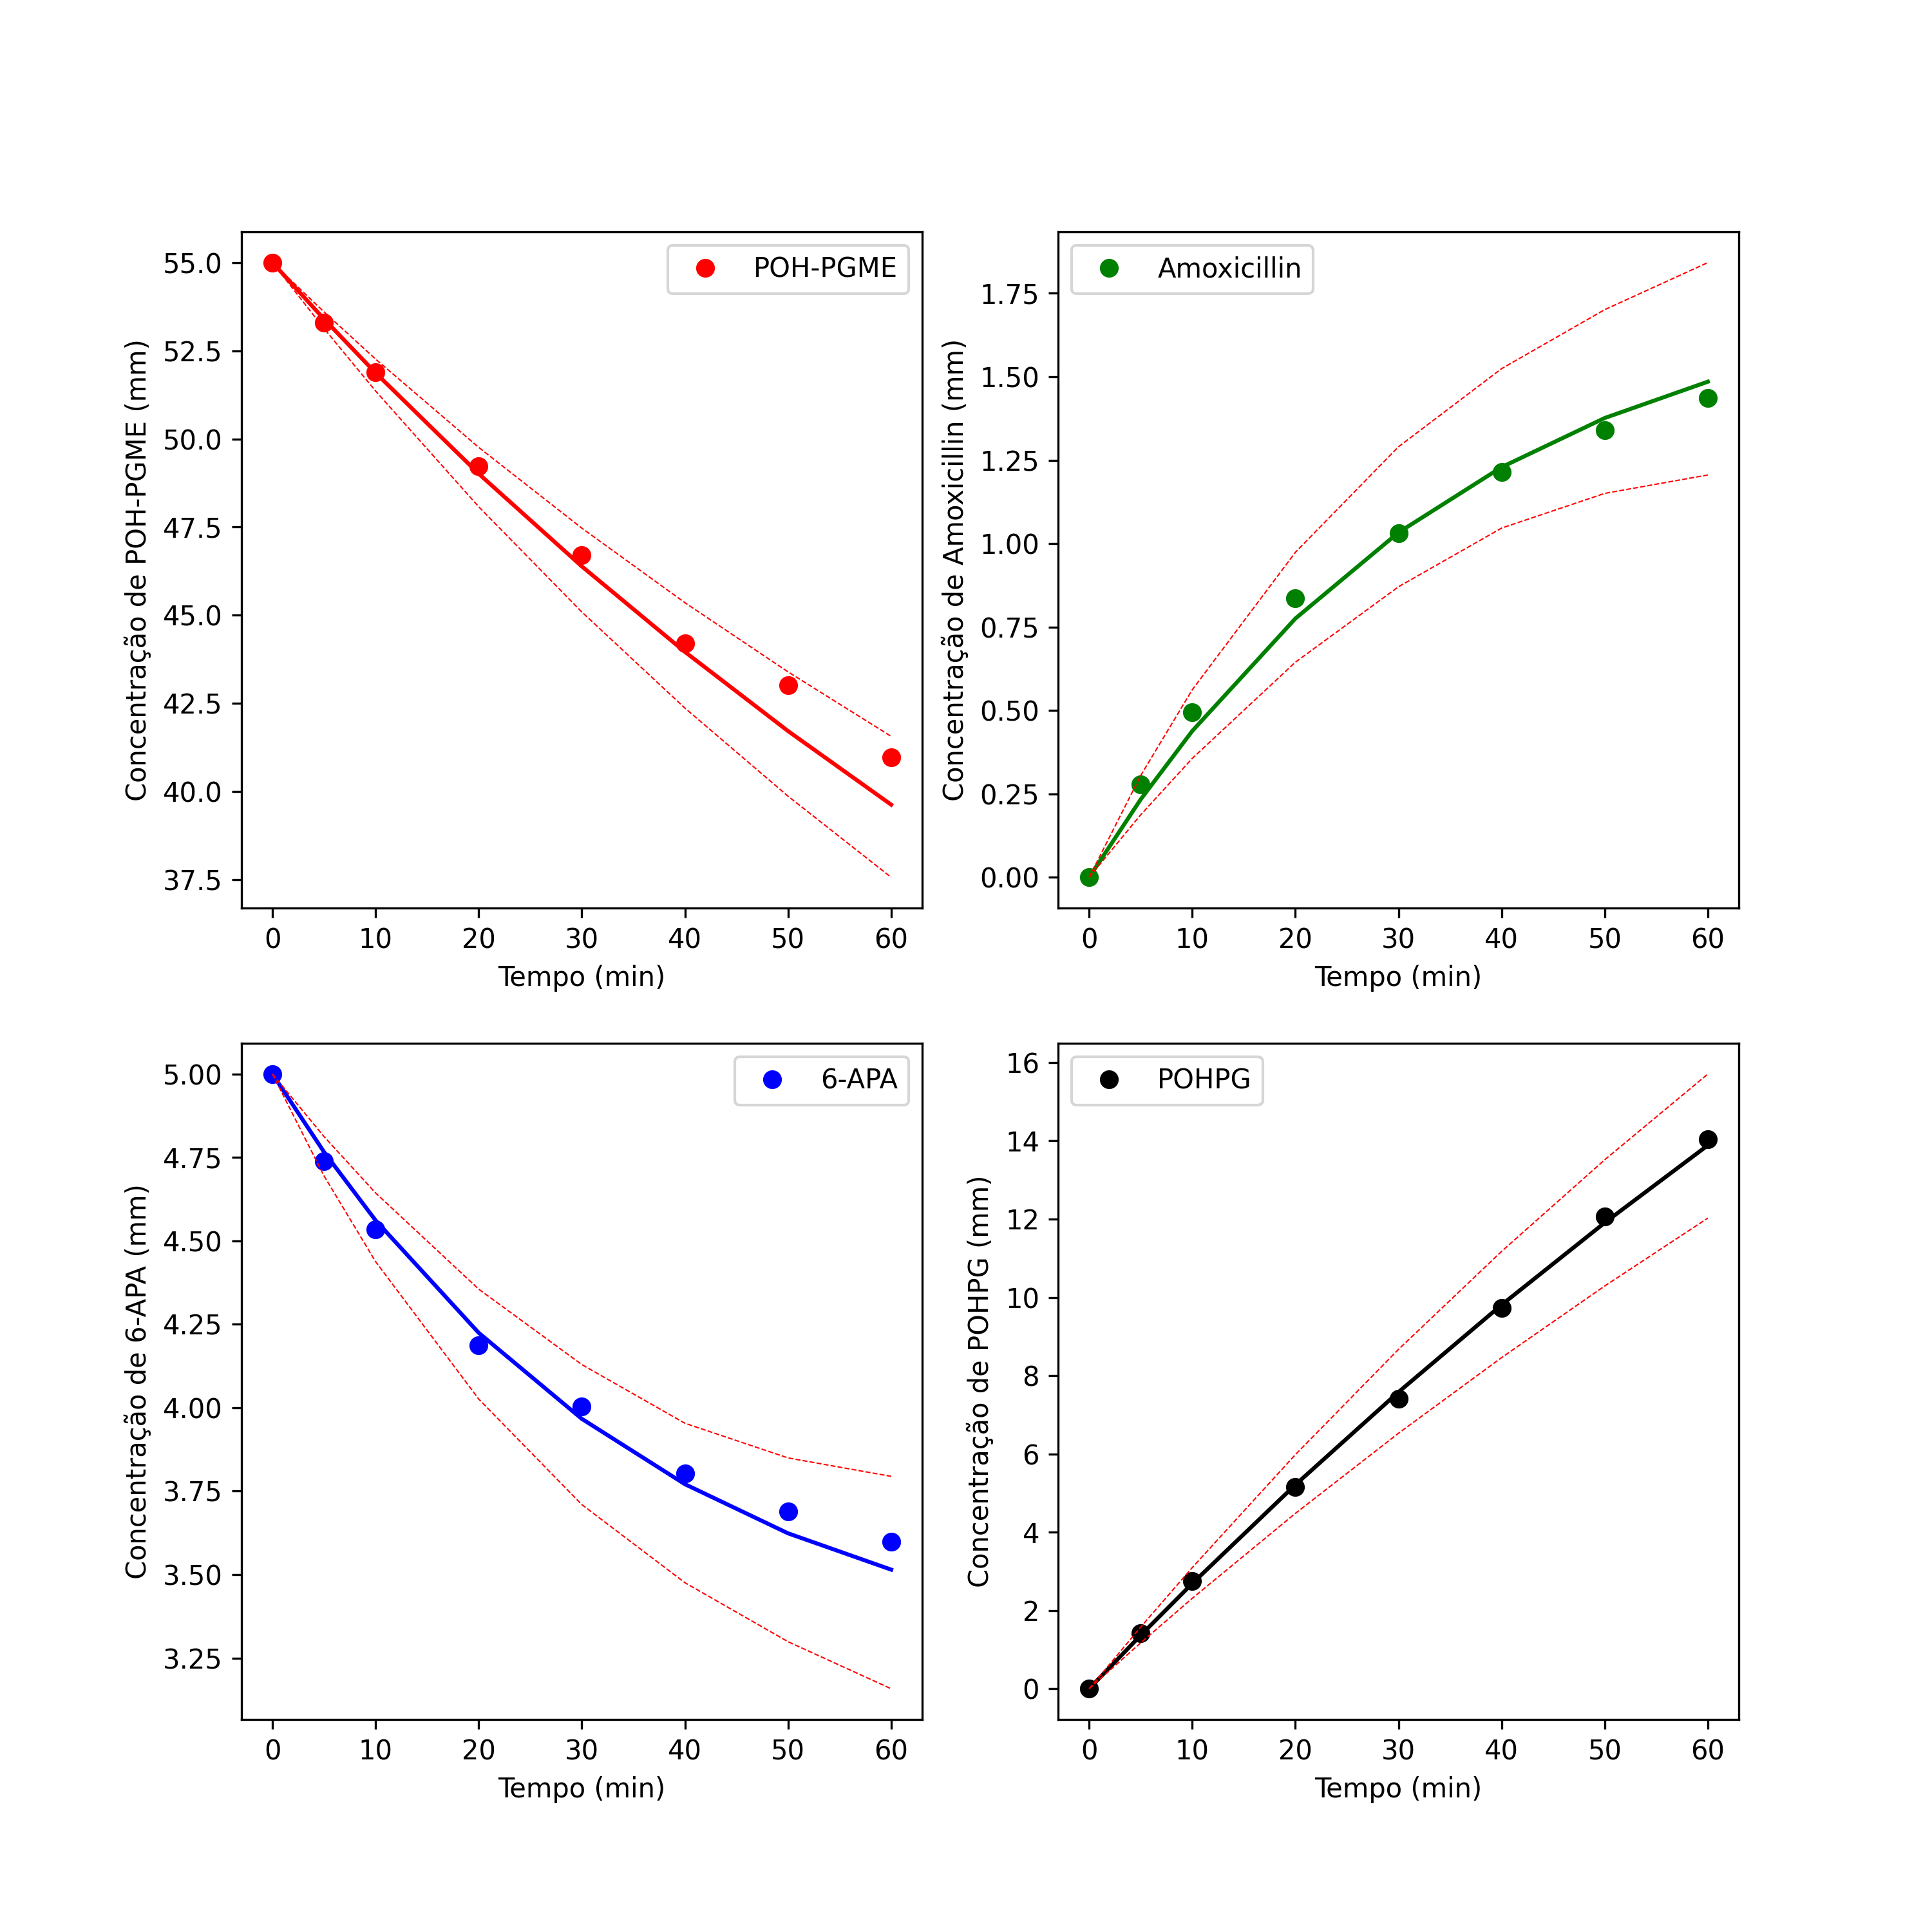 POH-PGME
Concentração de POH-PGME (mm)
55.0
52.5
50.0
47.5
45.0
42.5
40.0
37.5
0 10 20 30 40 50 60
Tempo (min)
Amoxicillin
Concentração de Amoxicillin (mm)
1.75
1.50
1.25
1.00
0.75
0.50
0.25
0.00
0 10 20 30 40 50 60
Tempo (min)
6-APA
Concentração de 6-APA (mm)
5.00
4.75
4.50
4.25
4.00
3.75
3.50
3.25
0 10 20 30 40 50 60
Tempo (min)
POHPG
Concentração de POHPG (mm)
16
14
12
10
8
6
4
2
0
0 10 20 30 40 50 60
Tempo (min)